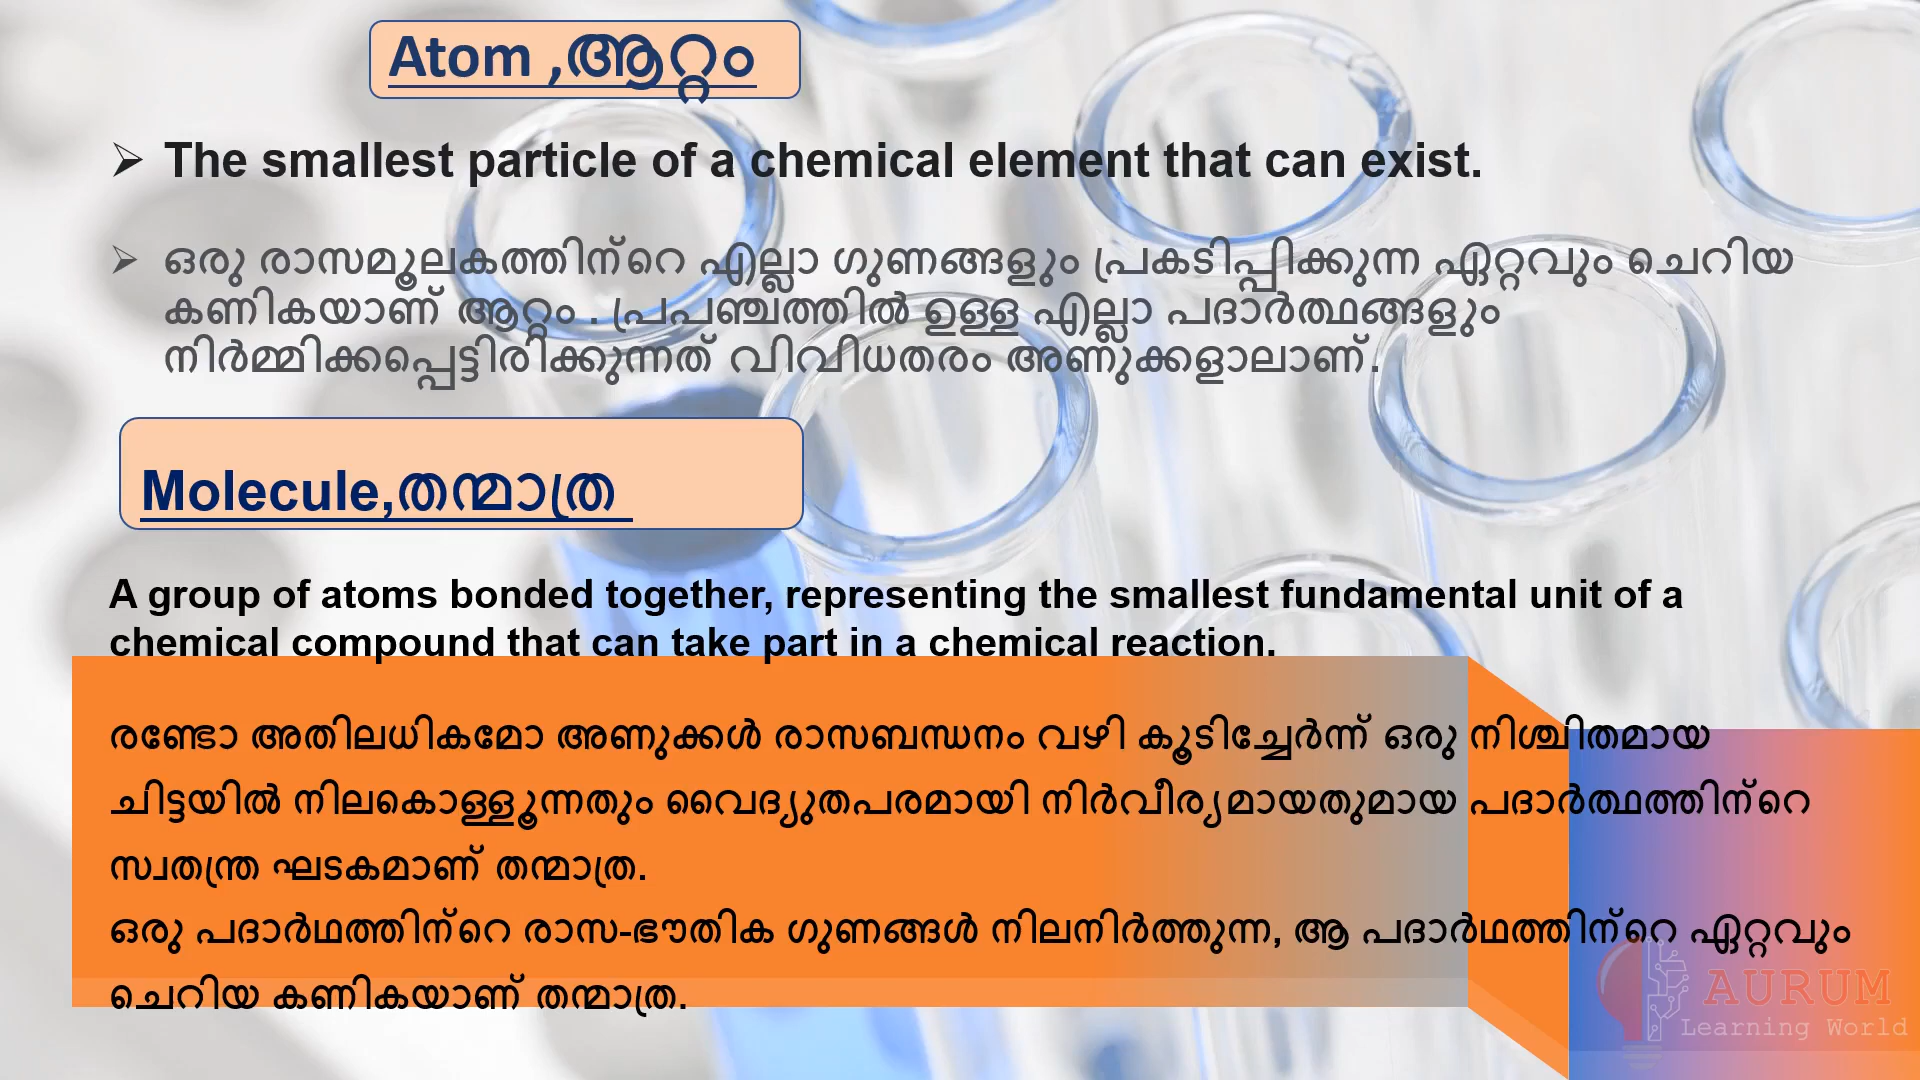 Atom ,ആറ്റം
➢ The smallest particle of a chemical element that can exist.
➢ ഒരു രാസമൂലകത്തിന്‍റെ എല്ലാ ഗുണങ്ങളും പ്രകടിപ്പിക്കുന്ന ഏറ്റവും ചെറിയ
കണികയാണ് ആറ്റം . പ്രപഞ്ചത്തിൽ ഉള്ള എല്ലാ പദാർത്ഥങ്ങളും
നിർമ്മിക്കപ്പെട്ടിരിക്കുന്നത് വിവിധതരം അണുക്കളാലാണ്.
Molecule,തന്മാത്ര
A group of atoms bonded together, representing the smallest fundamental unit of a
chemical compound that can take part in a chemical reaction.
രണ്ടോ അതിലധികമോ അണുക്കൾ രാസബന്ധനം വഴി കൂടിച്ചേർന്ന് ഒരു നിശ്ചിതമായ
ചിട്ടയിൽ നിലകൊള്ളൂന്നതും വൈദ്യുതപരമായി നിർവീര്യമായതുമായ പദാർത്ഥത്തിന്‍റെ
സ്വതന്ത്ര ഘടകമാണ് തന്മാത്ര.
ഒരു പദാർഥത്തിന്‍റെ രാസ-ഭൗതിക ഗുണങ്ങൾ നിലനിർത്തുന്ന, ആ പദാർഥത്തിന്‍റെ ഏറ്റവും
ചെറിയ കണികയാണ് തന്മാത്ര.
AURUM
Learning World